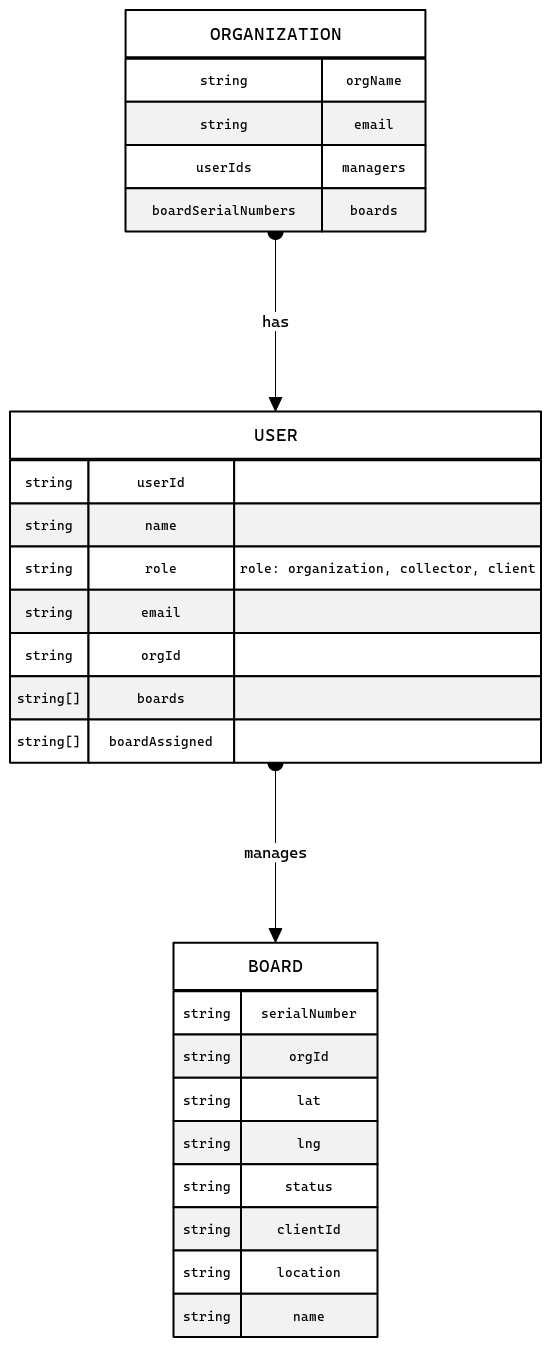 ORGANIZATION
string orgName
string email
userIds managers
boardSerialNumbers boards
has
USER
string userId
string name
string role role: organization, collector, client
string email
string orgId
string[] boards
string[] boardAssigned
manages
BOARD
string serialNumber
string orgId
string lat
string lng
string status
string clientId
string location
string name